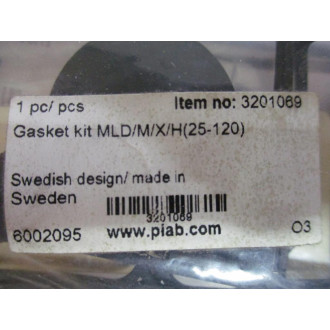 1 pc/ pcs Item no: 3201069
Gasket kit MLD/M/X/H(25-120)
Swedish design/ made in
Sweden
3201069
6002095 www.piab.com O3